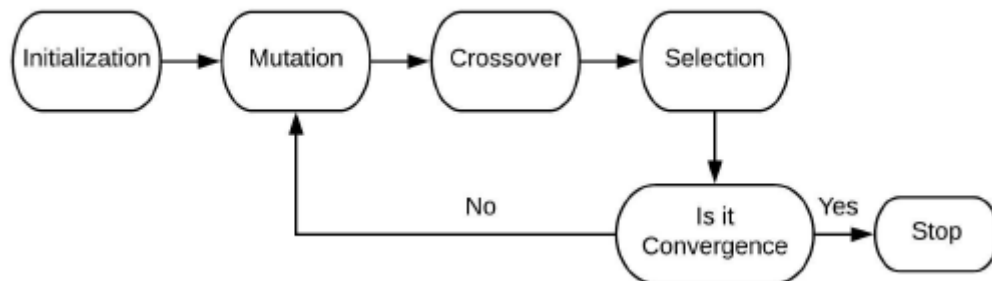 Initialization
Mutation
Crossover
Selection
No
Is it
Convergence
Yes
Stop